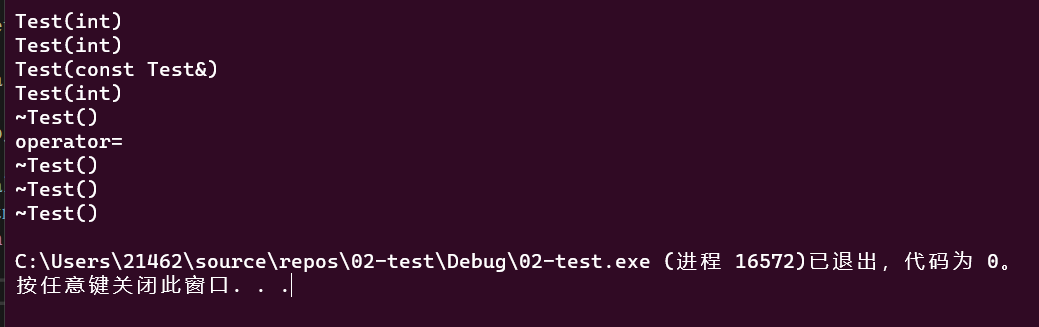 Test(int)
Test(int)
Test(const Test&)
Test(int)
~Test()
operator=
~Test()
~Test()
~Test()
C:\Users\21462\source\repos\02-test\Debug\02-test.exe (进程 16572)已退出，代码为 0。
按任意键关闭此窗口. . .